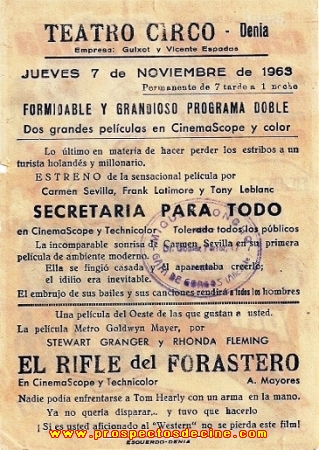 TEATRO CIRCO - Denia
Empresa: Guixot y Vicente Espados
JUEVES 7 de NOVIEMBRE de 1963
Permanente de 7 tarde a 1 noche
FORMIDABLE Y GRANDIOSO PROGRAMA DOBLE
Dos grandes películas en CinemaScope y color
Lo último en materia de hacer perder los estribos a un
turista holandés y millonario.
ESTRENO de la sensacional película por
Carmen Sevilla, Frank Latimore y Tony Leblanc
SECRETARIA PARA TODO
en CinemaScope y Technicolor Tolerada todos los públicos
La incomparable sonrisa de Carmen Sevilla en su primera
película de ambiente moderno.
Ella se fingió casada y él aparentaba creerlo;
el idilio era inevitable.
El embrujo de sus bailes y sus canciones rendirá a todos los hombres
Una película del Oeste de las que gustan a usted.
La película Metro Goldwyn Mayer, por
STEWART GRANGER y RHONDA FLEMING
EL RIFLE del FORASTERO
En CinemaScope y Technicolor A. Mayores
Nadie podía enfrentarse a Tom Hearly con un arma en la mano.
Ya no quería disparar... y tuvo que hacerlo
¡Si es usted aficionado al "Western" no se pierda este film!
www.prospectosdecine.com
ESQUERDO-DENIA